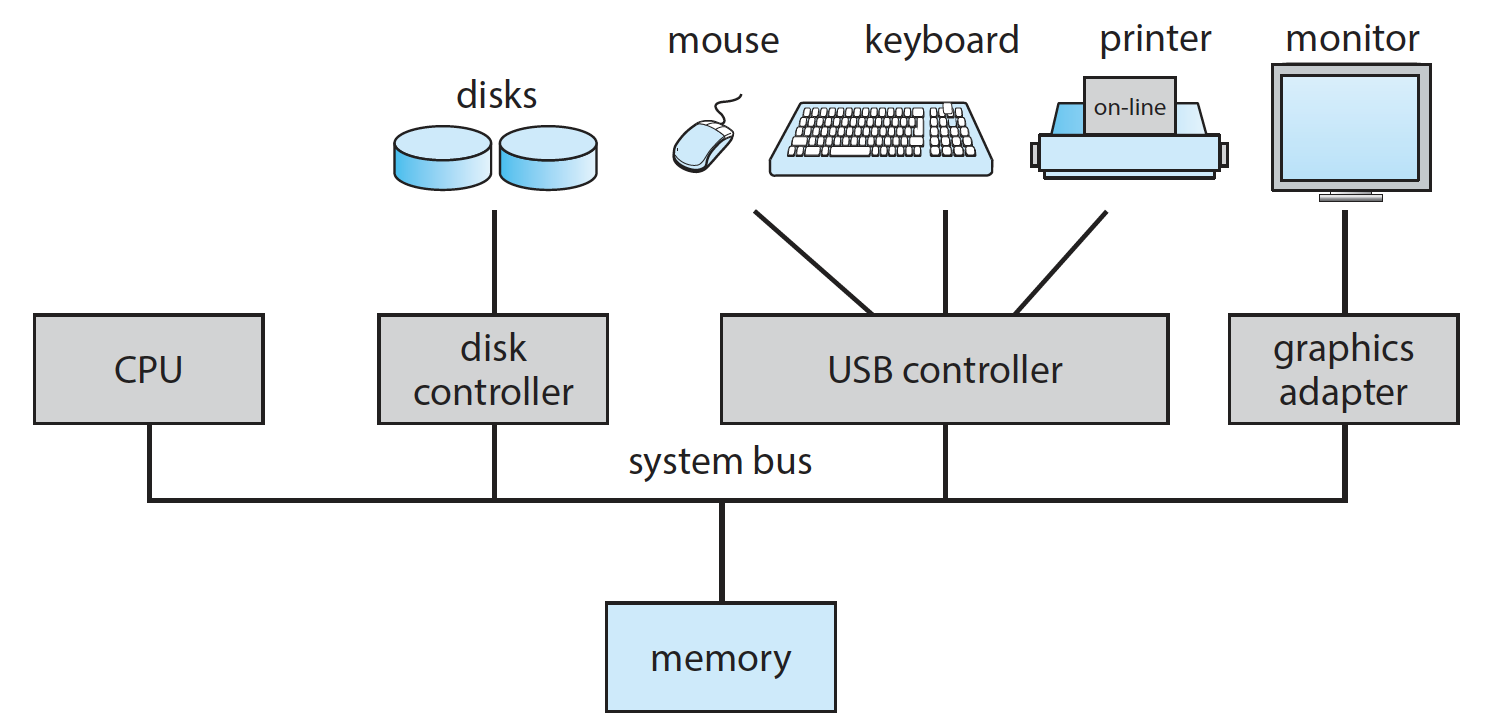 mouse
keyboard
printer
monitor
disks
on-line
CPU
disk
controller
USB controller
graphics
adapter
system bus
memory